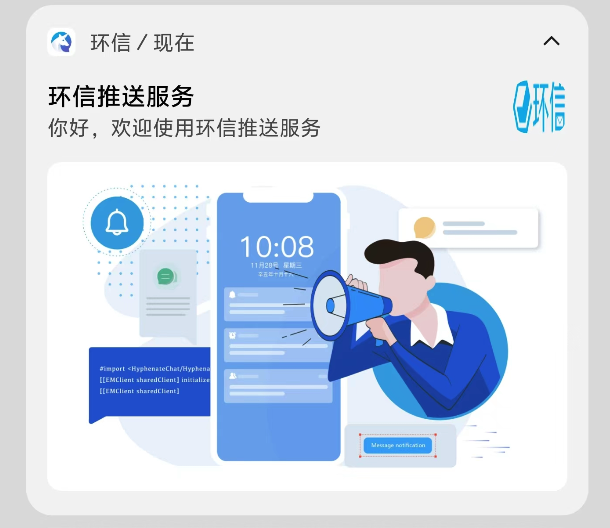 环信 / 现在
环信推送服务
你好，欢迎使用环信推送服务
环信
10:08
11月28号 星期三
#import <HyphenateChat/Hyphena
[[EMClient sharedClient] initialize
[[EMClient sharedClient]
Message notification